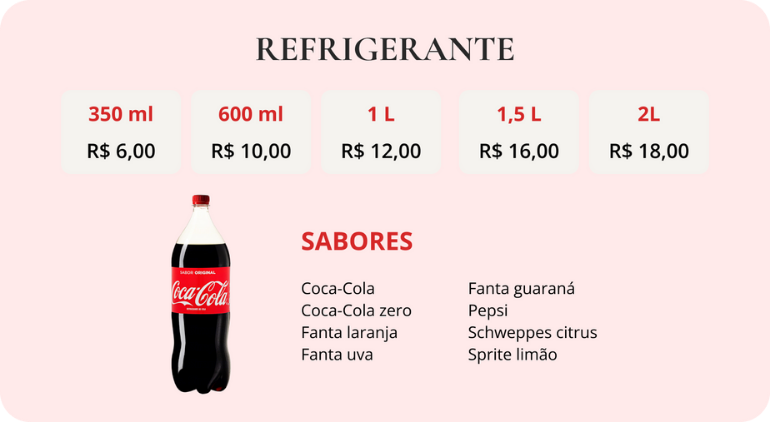 REFRIGERANTE
350 ml
R$ 6,00
600 ml
R$ 10,00
1 L
R$ 12,00
1,5 L
R$ 16,00
2L
R$ 18,00
SABOR ORIGINAL
Coca-Cola
SABORES
Coca-Cola
Coca-Cola zero
Fanta laranja
Fanta uva
Fanta guaraná
Pepsi
Schweppes citrus
Sprite limão